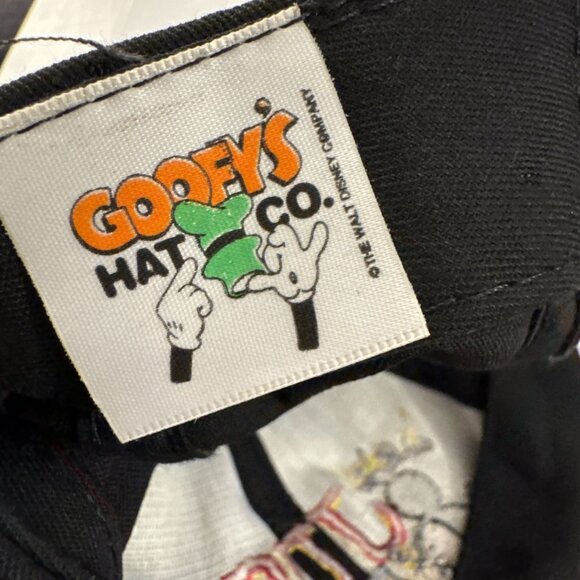 GOOFY'S
HAT CO.
©THE WALT DISNEY COMPANY